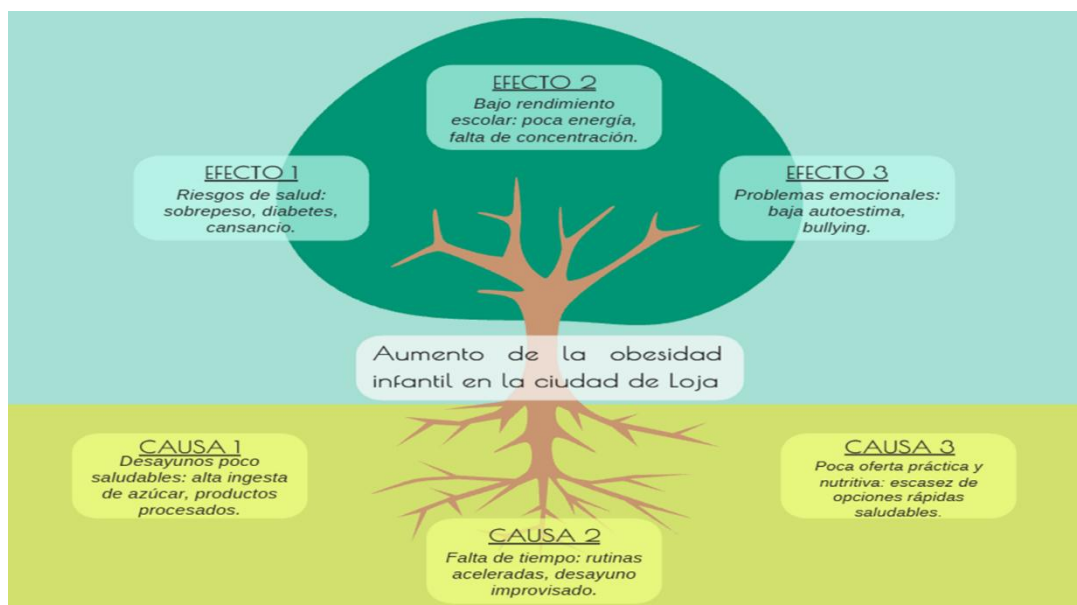 EFECTO 2
Bajo rendimiento
escolar: poca energía,
falta de concentración.
EFECTO 1
Riesgos de salud:
sobrepeso, diabetes,
cansancio.
EFECTO 3
Problemas emocionales:
baja autoestima,
bullying.
Aumento de la obesidad
infantil en la ciudad de Loja
CAUSA 1
Desayunos poco
saludables: alta ingesta
de azúcar, productos
procesados.
CAUSA 3
Poca oferta práctica y
nutritiva: escasez de
opciones rápidas
saludables.
CAUSA 2
Falta de tiempo: rutinas
aceleradas, desayuno
improvisado.